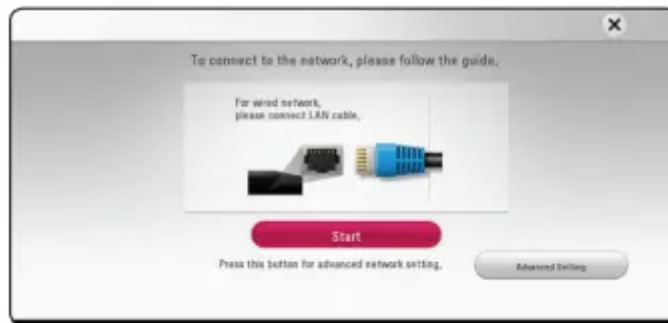 To connect to the network, please follow the guide.
For wired network,
please connect LAN cable.
Start
Press this button for advanced network setting.
Advanced Setting